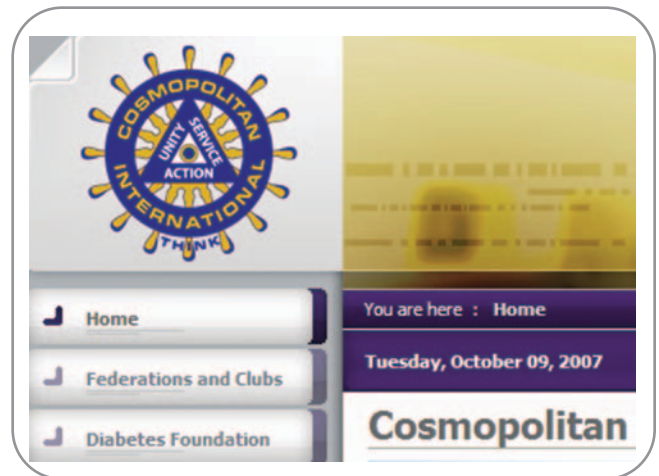 COSMOPOLITAN
INTERNATIONAL
UNITY
SERVICE
ACTION
THINK
Home
Federations and Clubs
Diabetes Foundation
You are here : Home
Tuesday, October 09, 2007
Cosmopolitan